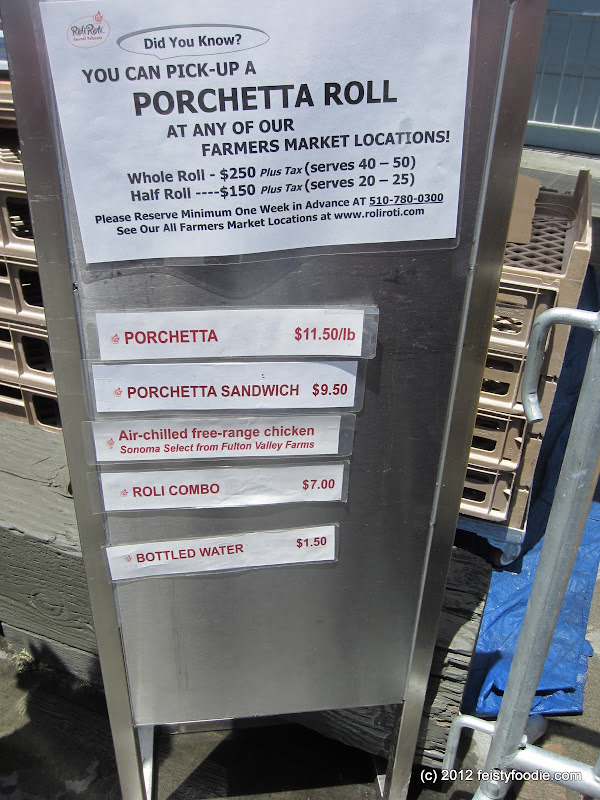 RoliRoti
Gourmet Rotisserie
Did You Know?
YOU CAN PICK-UP A
PORCHETTA ROLL
AT ANY OF OUR
FARMERS MARKET LOCATIONS!
Whole Roll - $250 Plus Tax (serves 40 – 50)
Half Roll ----$150 Plus Tax (serves 20 – 25)
Please Reserve Minimum One Week in Advance AT 510-780-0300
See Our All Farmers Market Locations at www.roliroti.com
PORCHETTA $11.50/lb
PORCHETTA SANDWICH $9.50
Air-chilled free-range chicken
Sonoma Select from Fulton Valley Farms
ROLI COMBO $7.00
BOTTLED WATER $1.50
(c) 2012 feistyfoodie.com